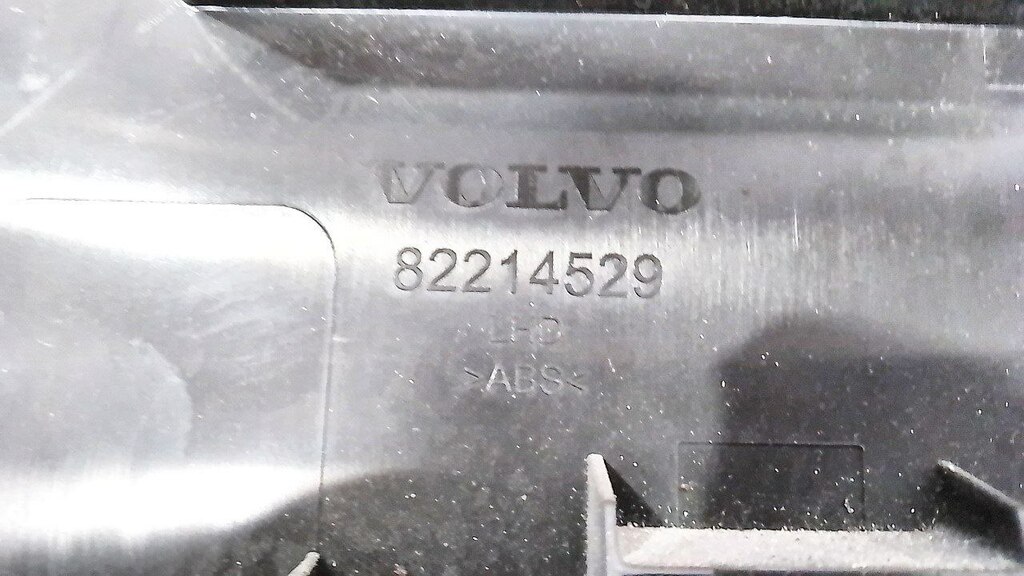 VOLVO
82214529
LHD
>ABS<